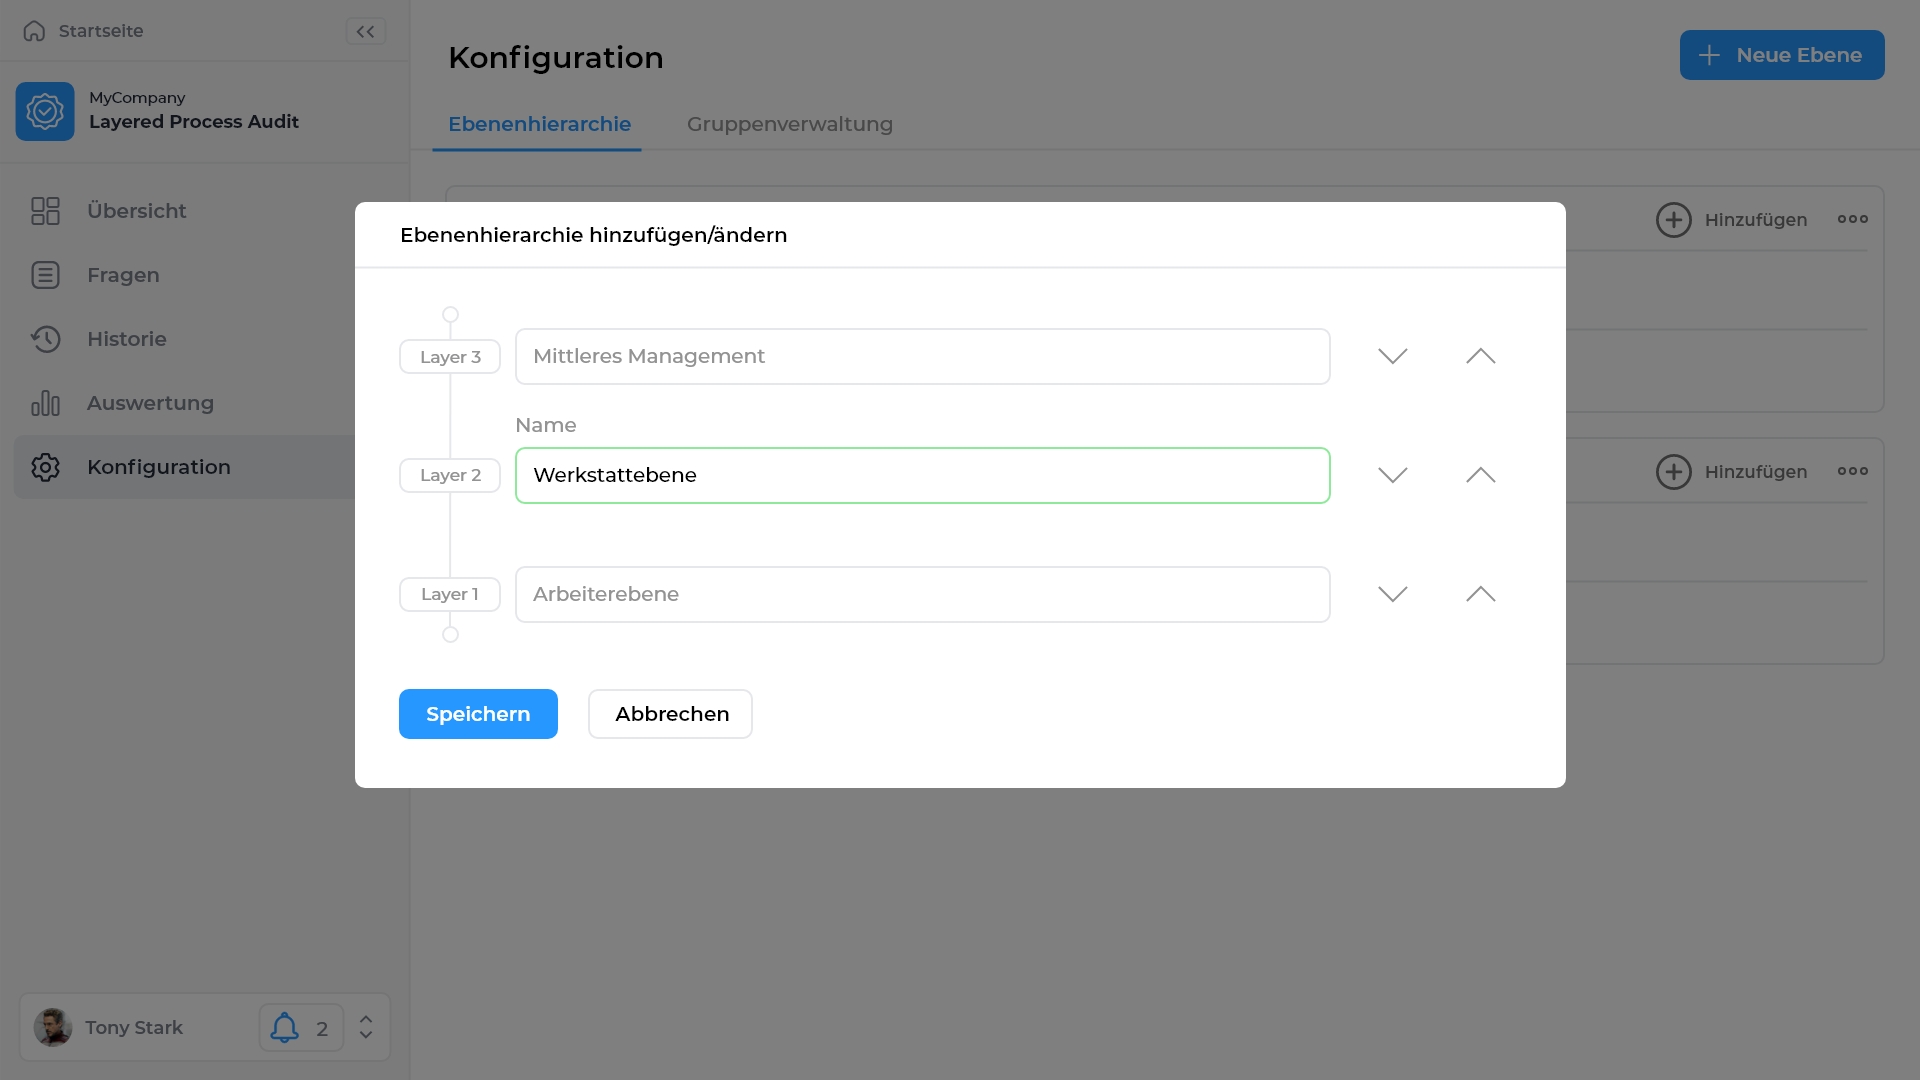 Startseite
MyCompany
Layered Process Audit
Übersicht
Fragen
Historie
Auswertung
Konfiguration
Tony Stark
2
Konfiguration
Neue Ebene
Ebenenhierarchie
Gruppenverwaltung
Hinzufügen
Hinzufügen
Ebenenhierarchie hinzufügen/ändern
Layer 3
Mittleres Management
Name
Layer 2
Werkstattebene
Layer 1
Arbeiterebene
Speichern
Abbrechen